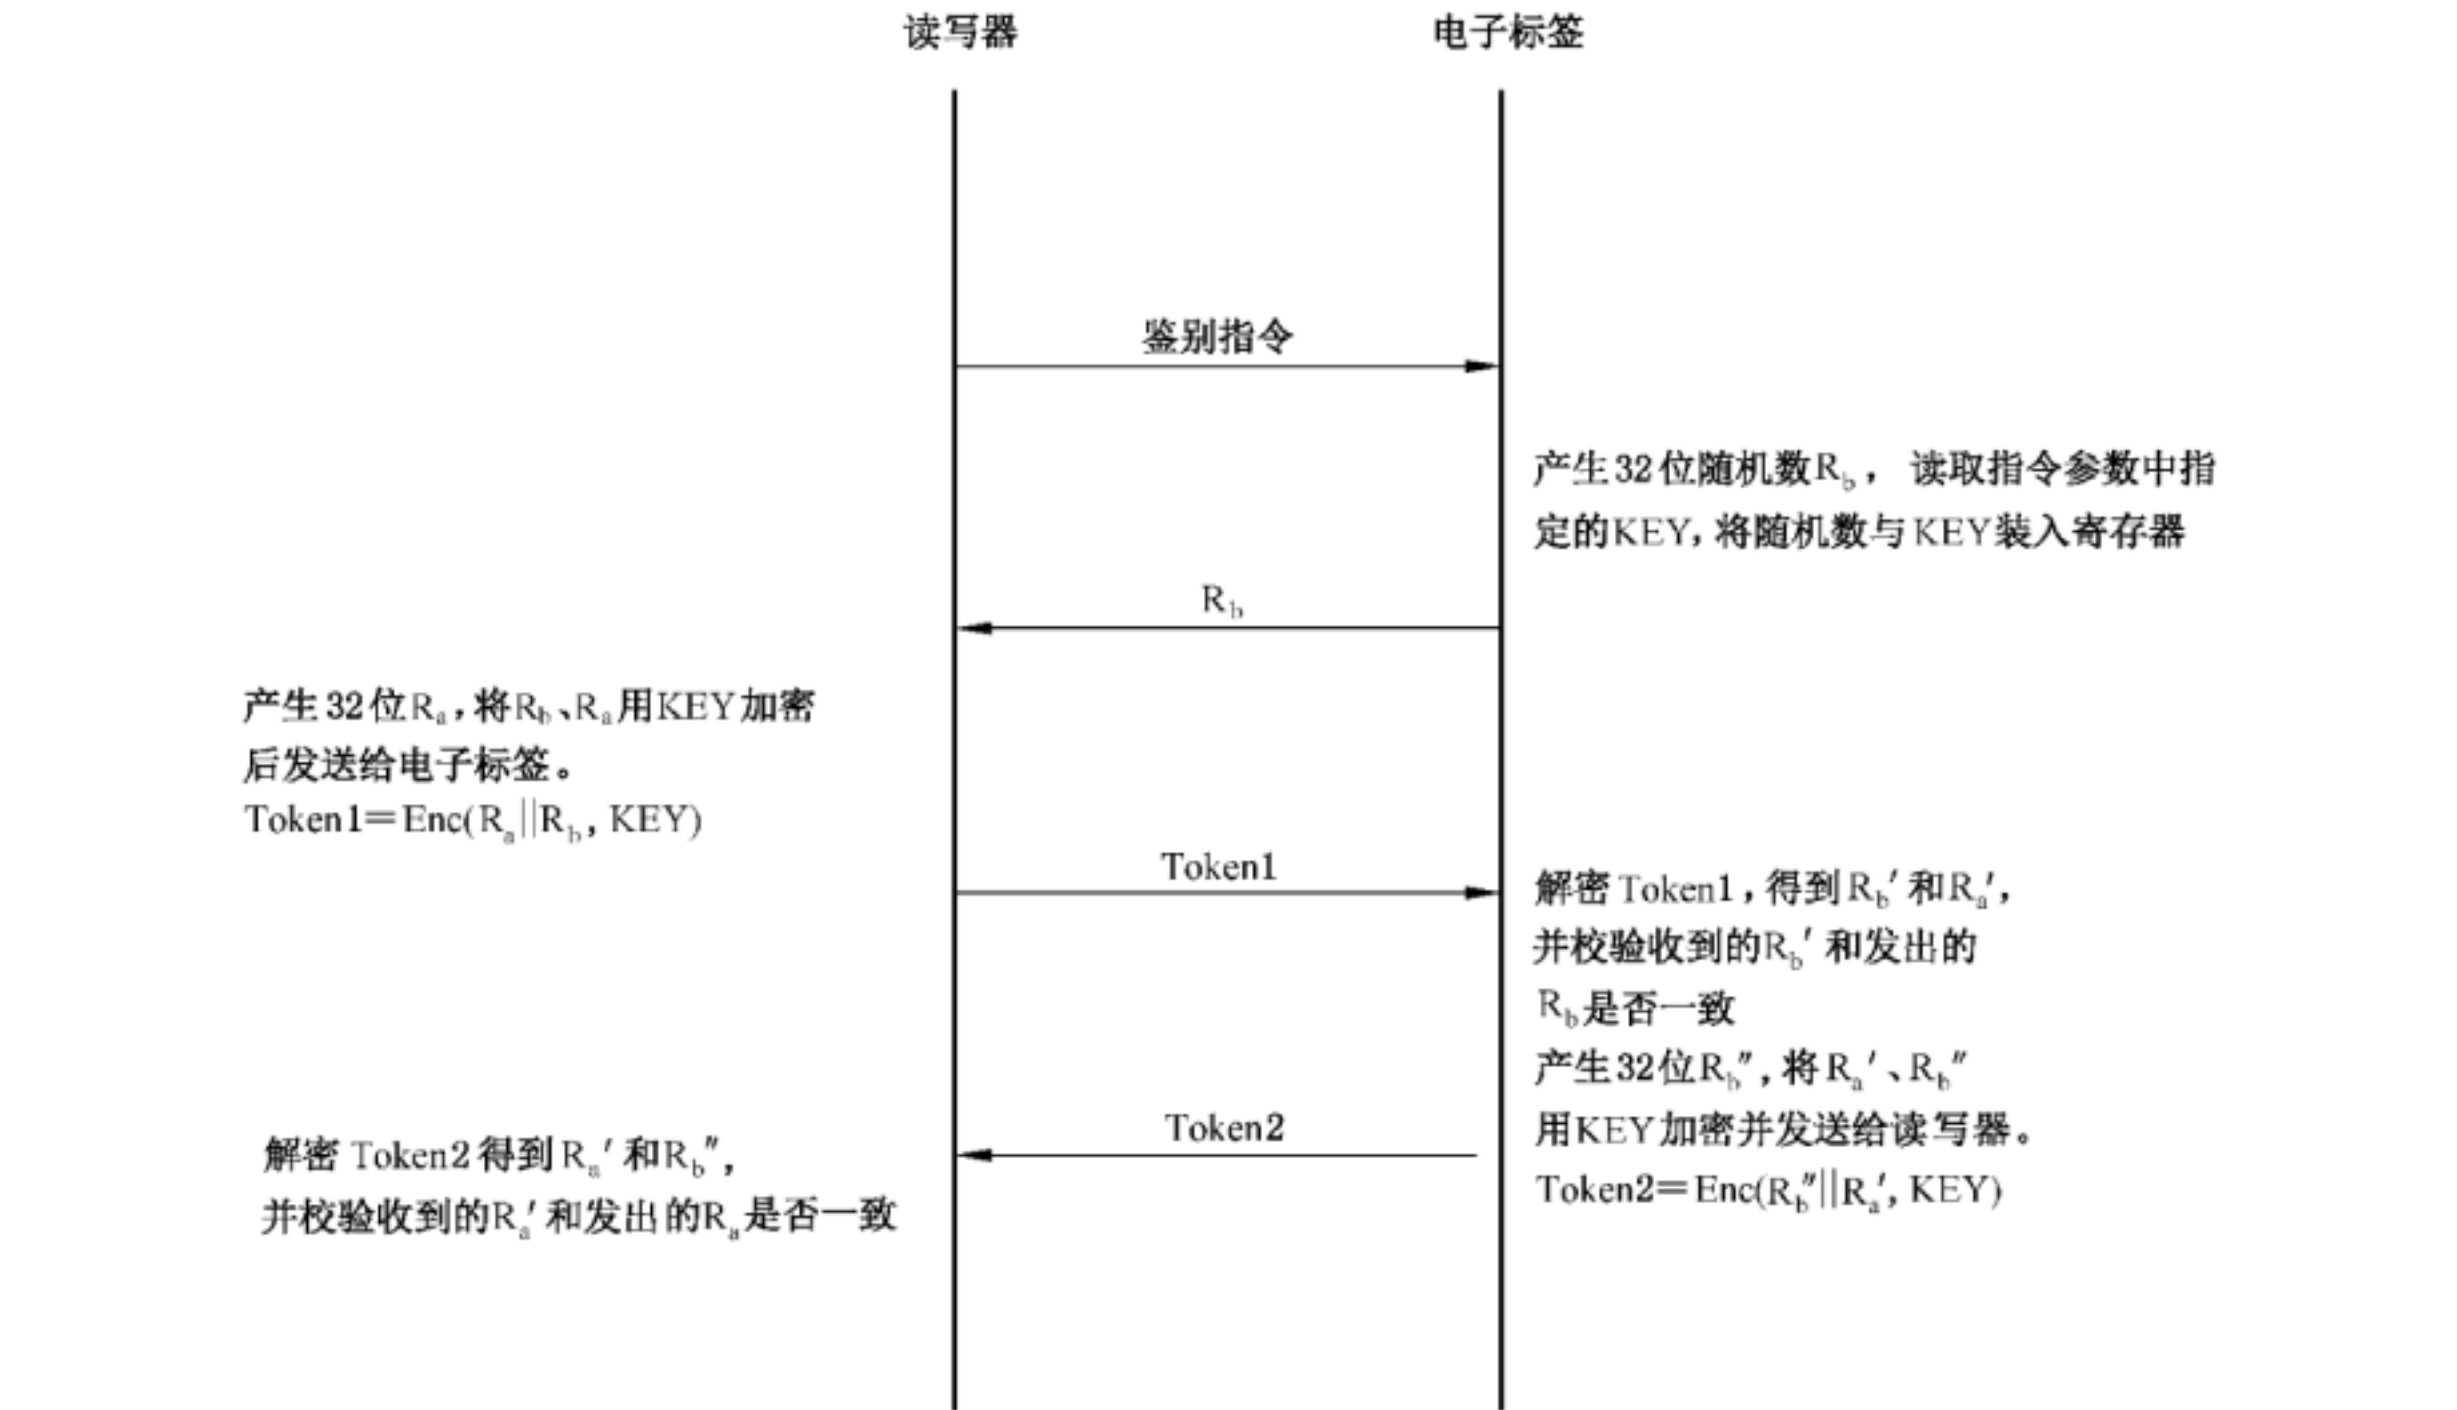 读写器
电子标签
鉴别指令
产生32位随机数Rb， 读取指令参数中指
定的KEY, 将随机数与KEY装入寄存器
Rb
产生32位Ra，将Rb、Ra用KEY加密
后发送给电子标签。
Token1=Enc(Ra||Rb, KEY)
Token1
解密Token1，得到Rb′和Ra′,
并校验收到的Rb′和发出的
Rb是否一致
产生32位Rb″, 将Ra′、Rb″
用KEY加密并发送给读写器。
Token2=Enc(Rb″||Ra′, KEY)
Token2
解密Token2得到Ra′和Rb″,
并校验收到的Ra′和发出的Ra是否一致